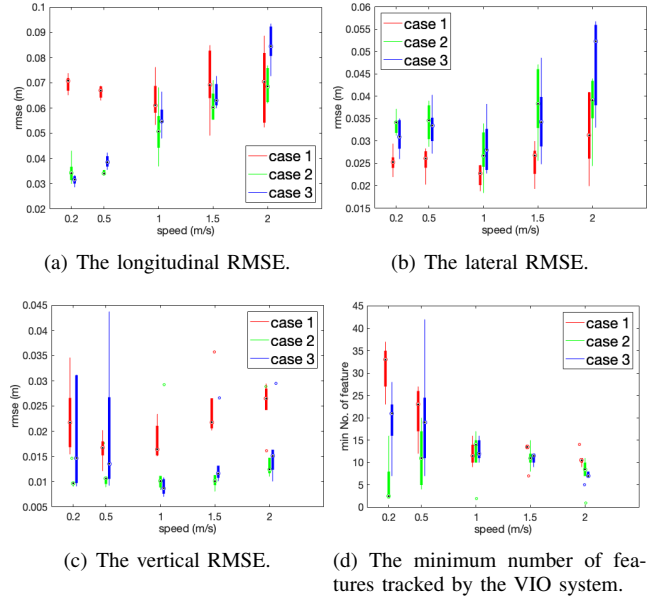 0.1
0.09
0.08
0.07
0.06
0.05
0.04
0.03
0.02
rmse (m)
case 1
case 2
case 3
0.2 0.5 1 1.5 2
speed (m/s)
(a) The longitudinal RMSE.
0.06
0.055
0.05
0.045
0.04
0.035
0.03
0.025
0.02
0.015
rmse (m)
case 1
case 2
case 3
0.2 0.5 1 1.5 2
speed (m/s)
(b) The lateral RMSE.
0.045
0.04
0.035
0.03
0.025
0.02
0.015
0.01
0.005
rmse (m)
case 1
case 2
case 3
0.2 0.5 1 1.5 2
speed (m/s)
(c) The vertical RMSE.
45
40
35
30
25
20
15
10
5
0
min No. of feature
case 1
case 2
case 3
0.2 0.5 1 1.5 2
speed (m/s)
(d) The minimum number of fea-
tures tracked by the VIO system.